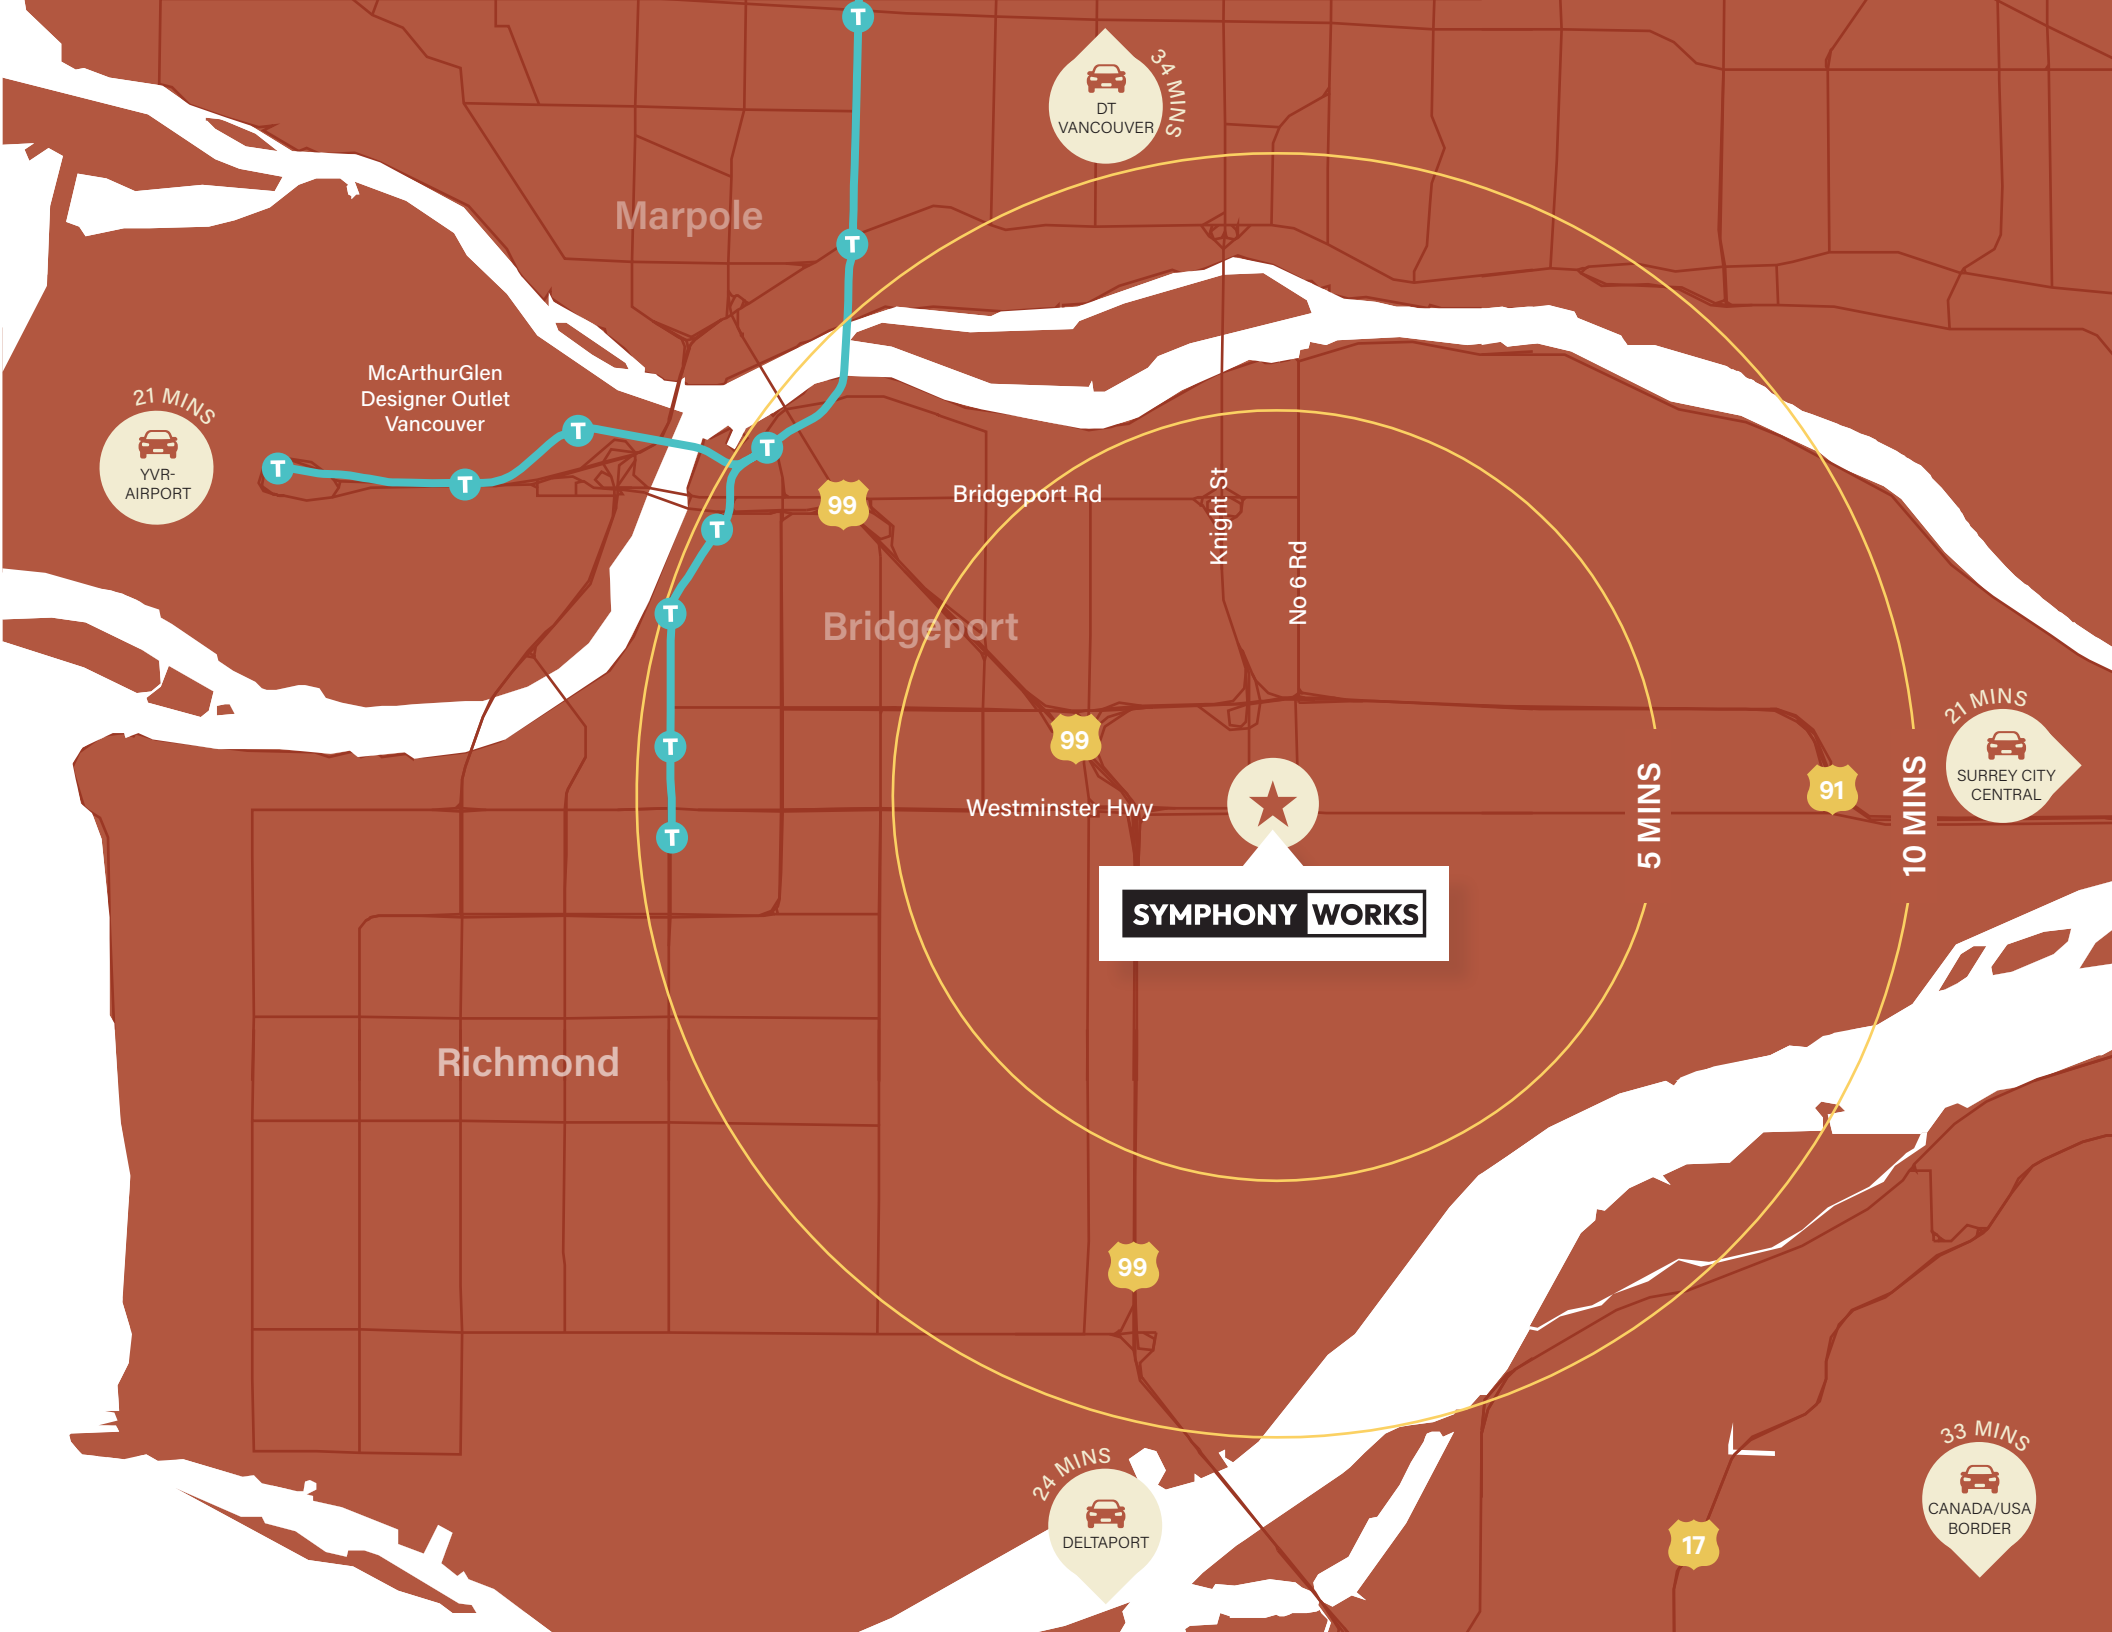 T
34 MINS
DT
VANCOUVER
Marpole
T
McArthurGlen
Designer Outlet
Vancouver
21 MINS
YVR-
AIRPORT
T
T
T
T
99
Bridgeport Rd
Knight St
No 6 Rd
T
T
Bridgeport
T
99
21 MINS
SURREY CITY
CENTRAL
91
5 MINS
10 MINS
Westminster Hwy
T
SYMPHONY WORKS
Richmond
99
24 MINS
DELTAPORT
33 MINS
CANADA/USA
BORDER
17